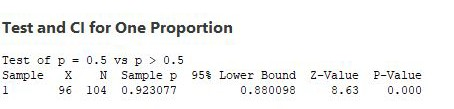 Test and CI for One Proportion
Test of p = 0.5 vs p > 0.5
Sample X N Sample p 95% Lower Bound Z-Value P-Value
1 96 104 0.923077 0.880098 8.63 0.000